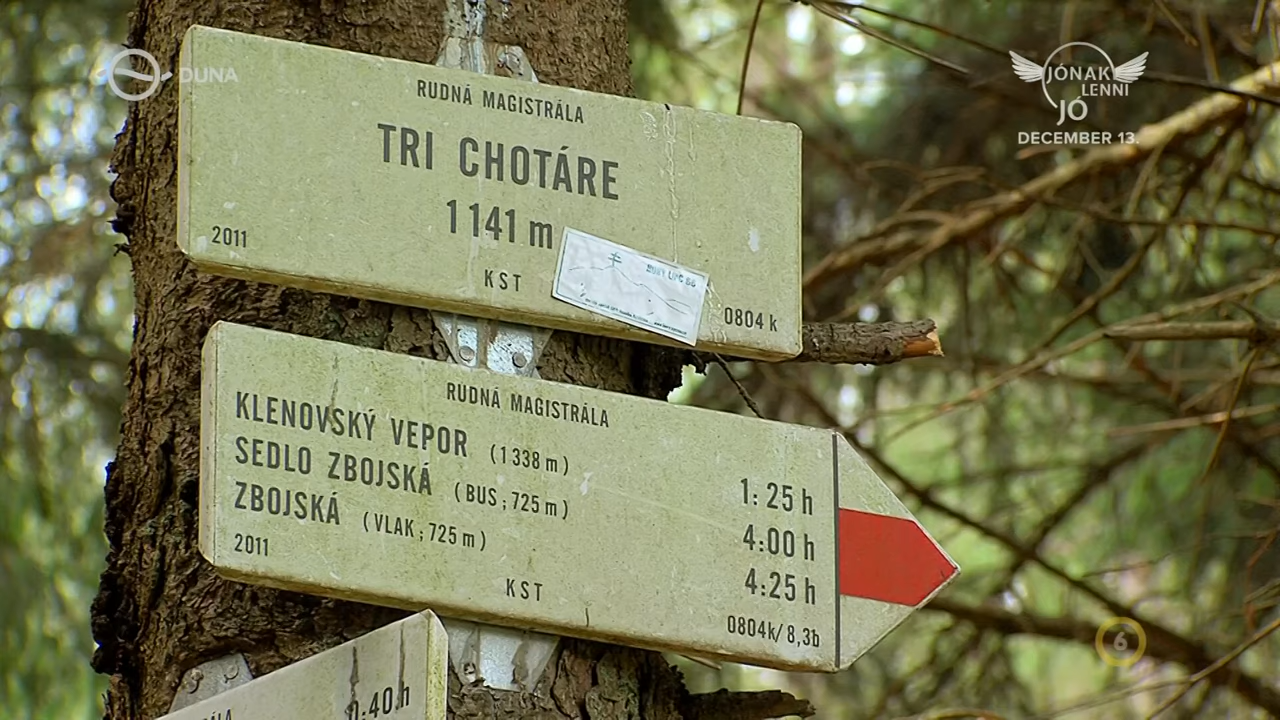 DUNA
JÓNAK
LENNI
JÓ
DECEMBER 13.
RUDNÁ MAGISTRÁLA
TRI CHOTÁRE
1141 m
2011
KST
0804 k
RUDNÁ MAGISTRÁLA
KLENOVSKÝ VEPOR (1338 m) 1:25 h
SEDLO ZBOJSKÁ (BUS; 725 m) 4:00 h
ZBOJSKÁ (VLAK; 725 m) 4:25 h
2011
KST
0804k/8,3b
6
0:40 h